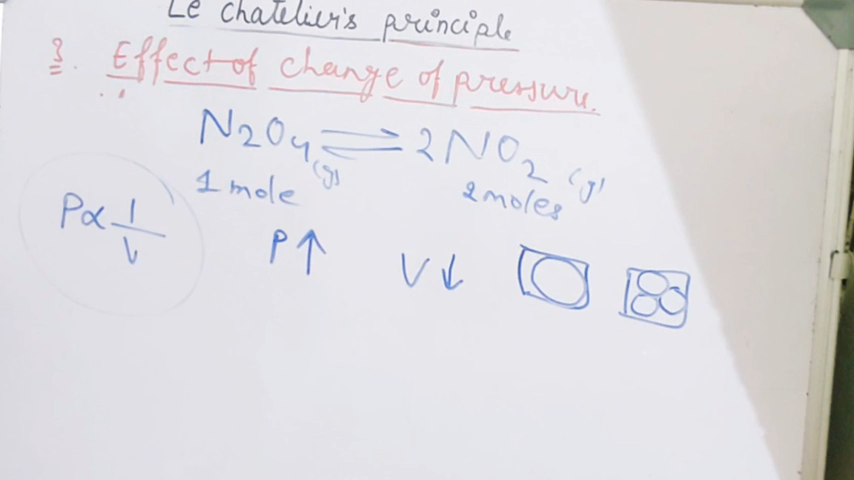 Le chatelier's principle
3. Effect of change of pressure.
N2O4(g) ⇌ 2NO2(g)
1 mole 2 moles
P∝ 1/V P↑ V↓